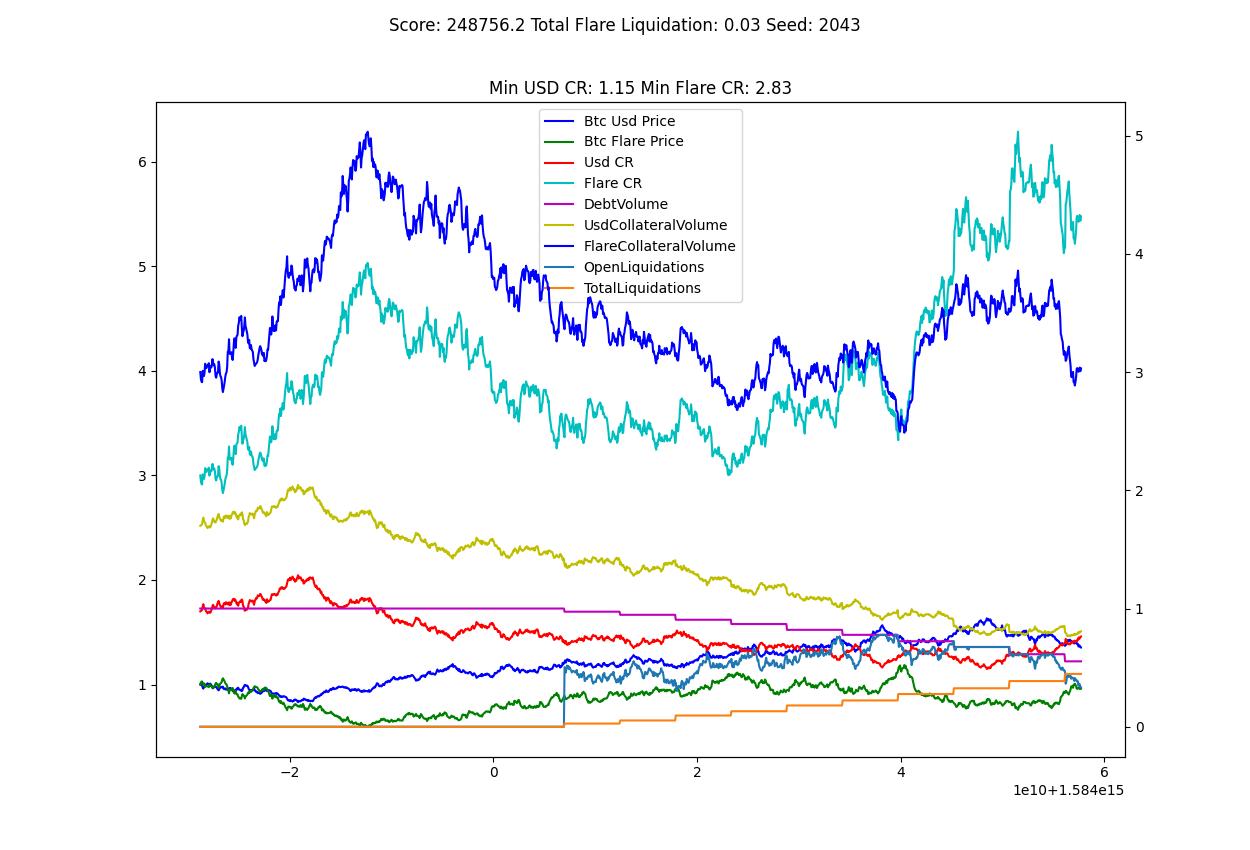 Score: 248756.2 Total Flare Liquidation: 0.03 Seed: 2043
Min USD CR: 1.15 Min Flare CR: 2.83
Btc Usd Price
Btc Flare Price
Usd CR
Flare CR
DebtVolume
UsdCollateralVolume
FlareCollateralVolume
OpenLiquidations
TotalLiquidations
6
5
4
3
2
1
5
4
3
2
1
0
−2
0
2
4
6
1e10+1.584e15